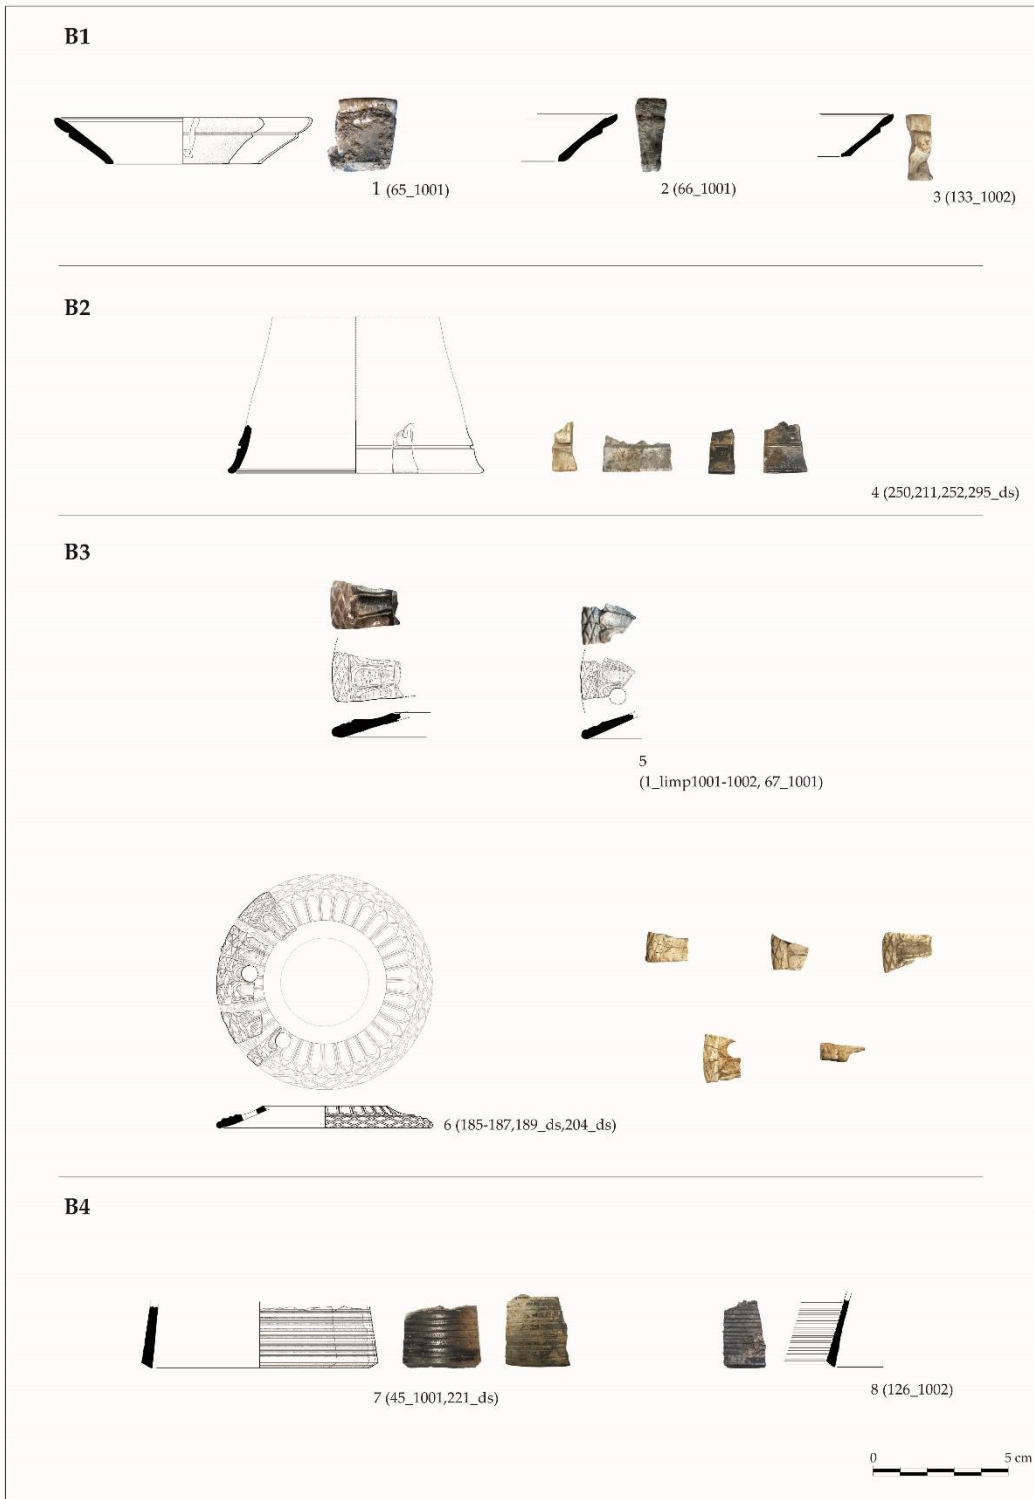 B1
1 (65_1001)
2 (66_1001)
3 (133_1002)
B2
4 (250,211,252,295_ds)
B3
5
(1_limp1001-1002, 67_1001)
6 (185-187,189_ds,204_ds)
B4
7 (45_1001,221_ds)
8 (126_1002)
0 5 cm